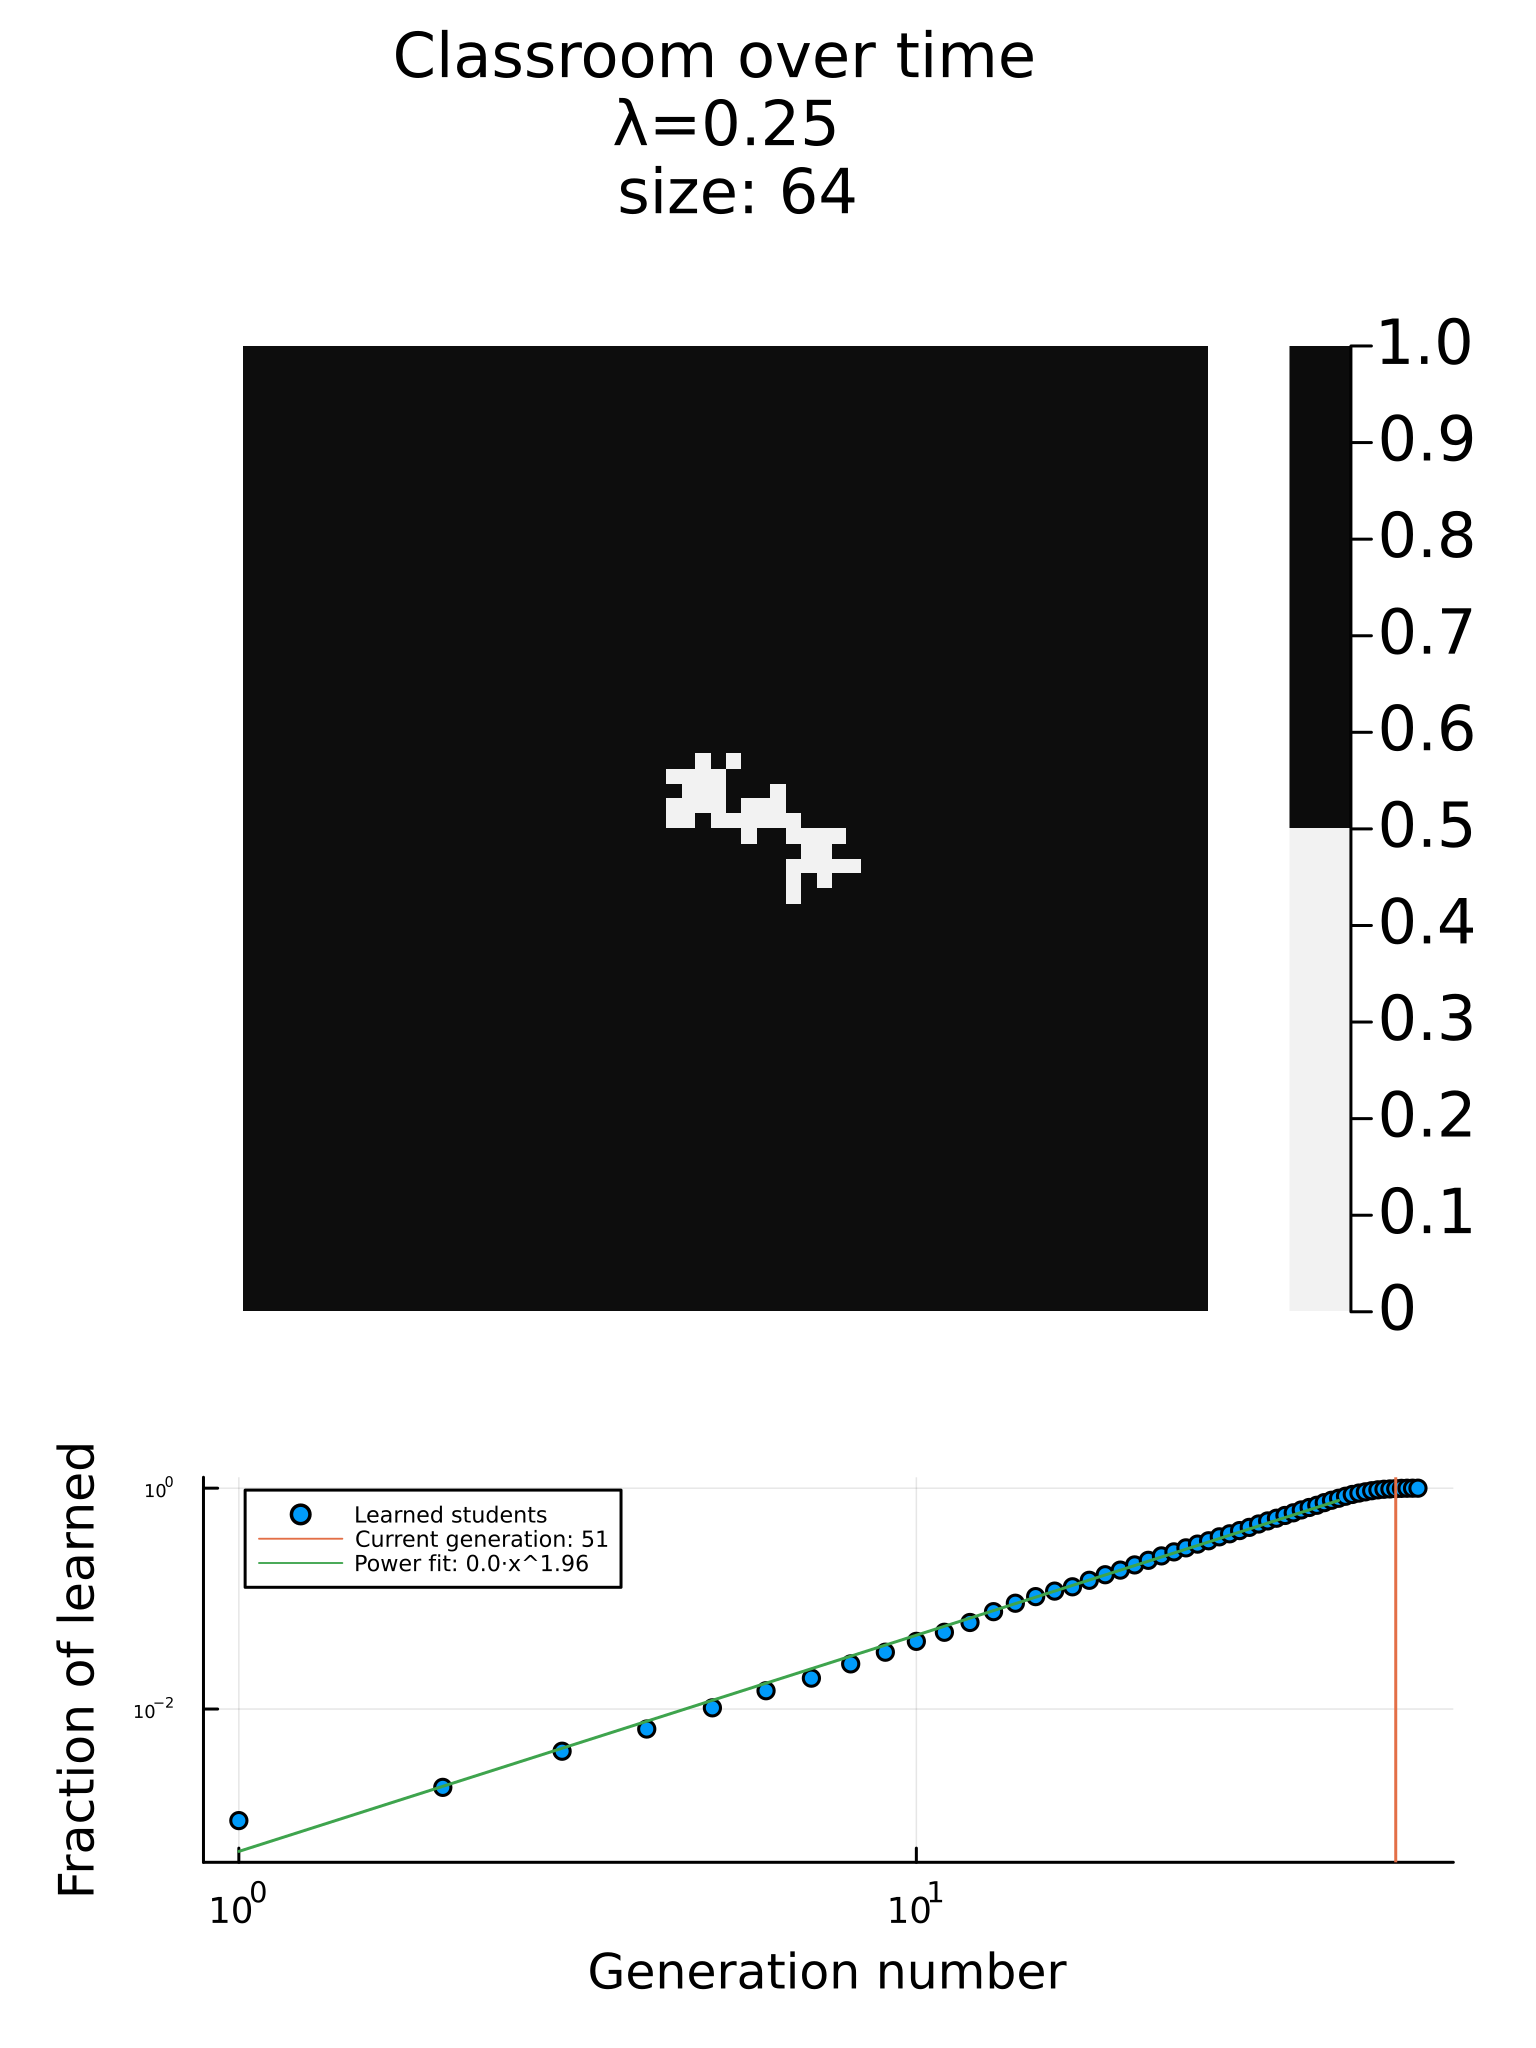 Classroom over time
λ=0.25
size: 64
1.0
0.9
0.8
0.7
0.6
0.5
0.4
0.3
0.2
0.1
0
Fraction of learned
10⁰
10⁻²
Learned students
Current generation: 51
Power fit: 0.0·x^1.96
10⁰
10¹
Generation number